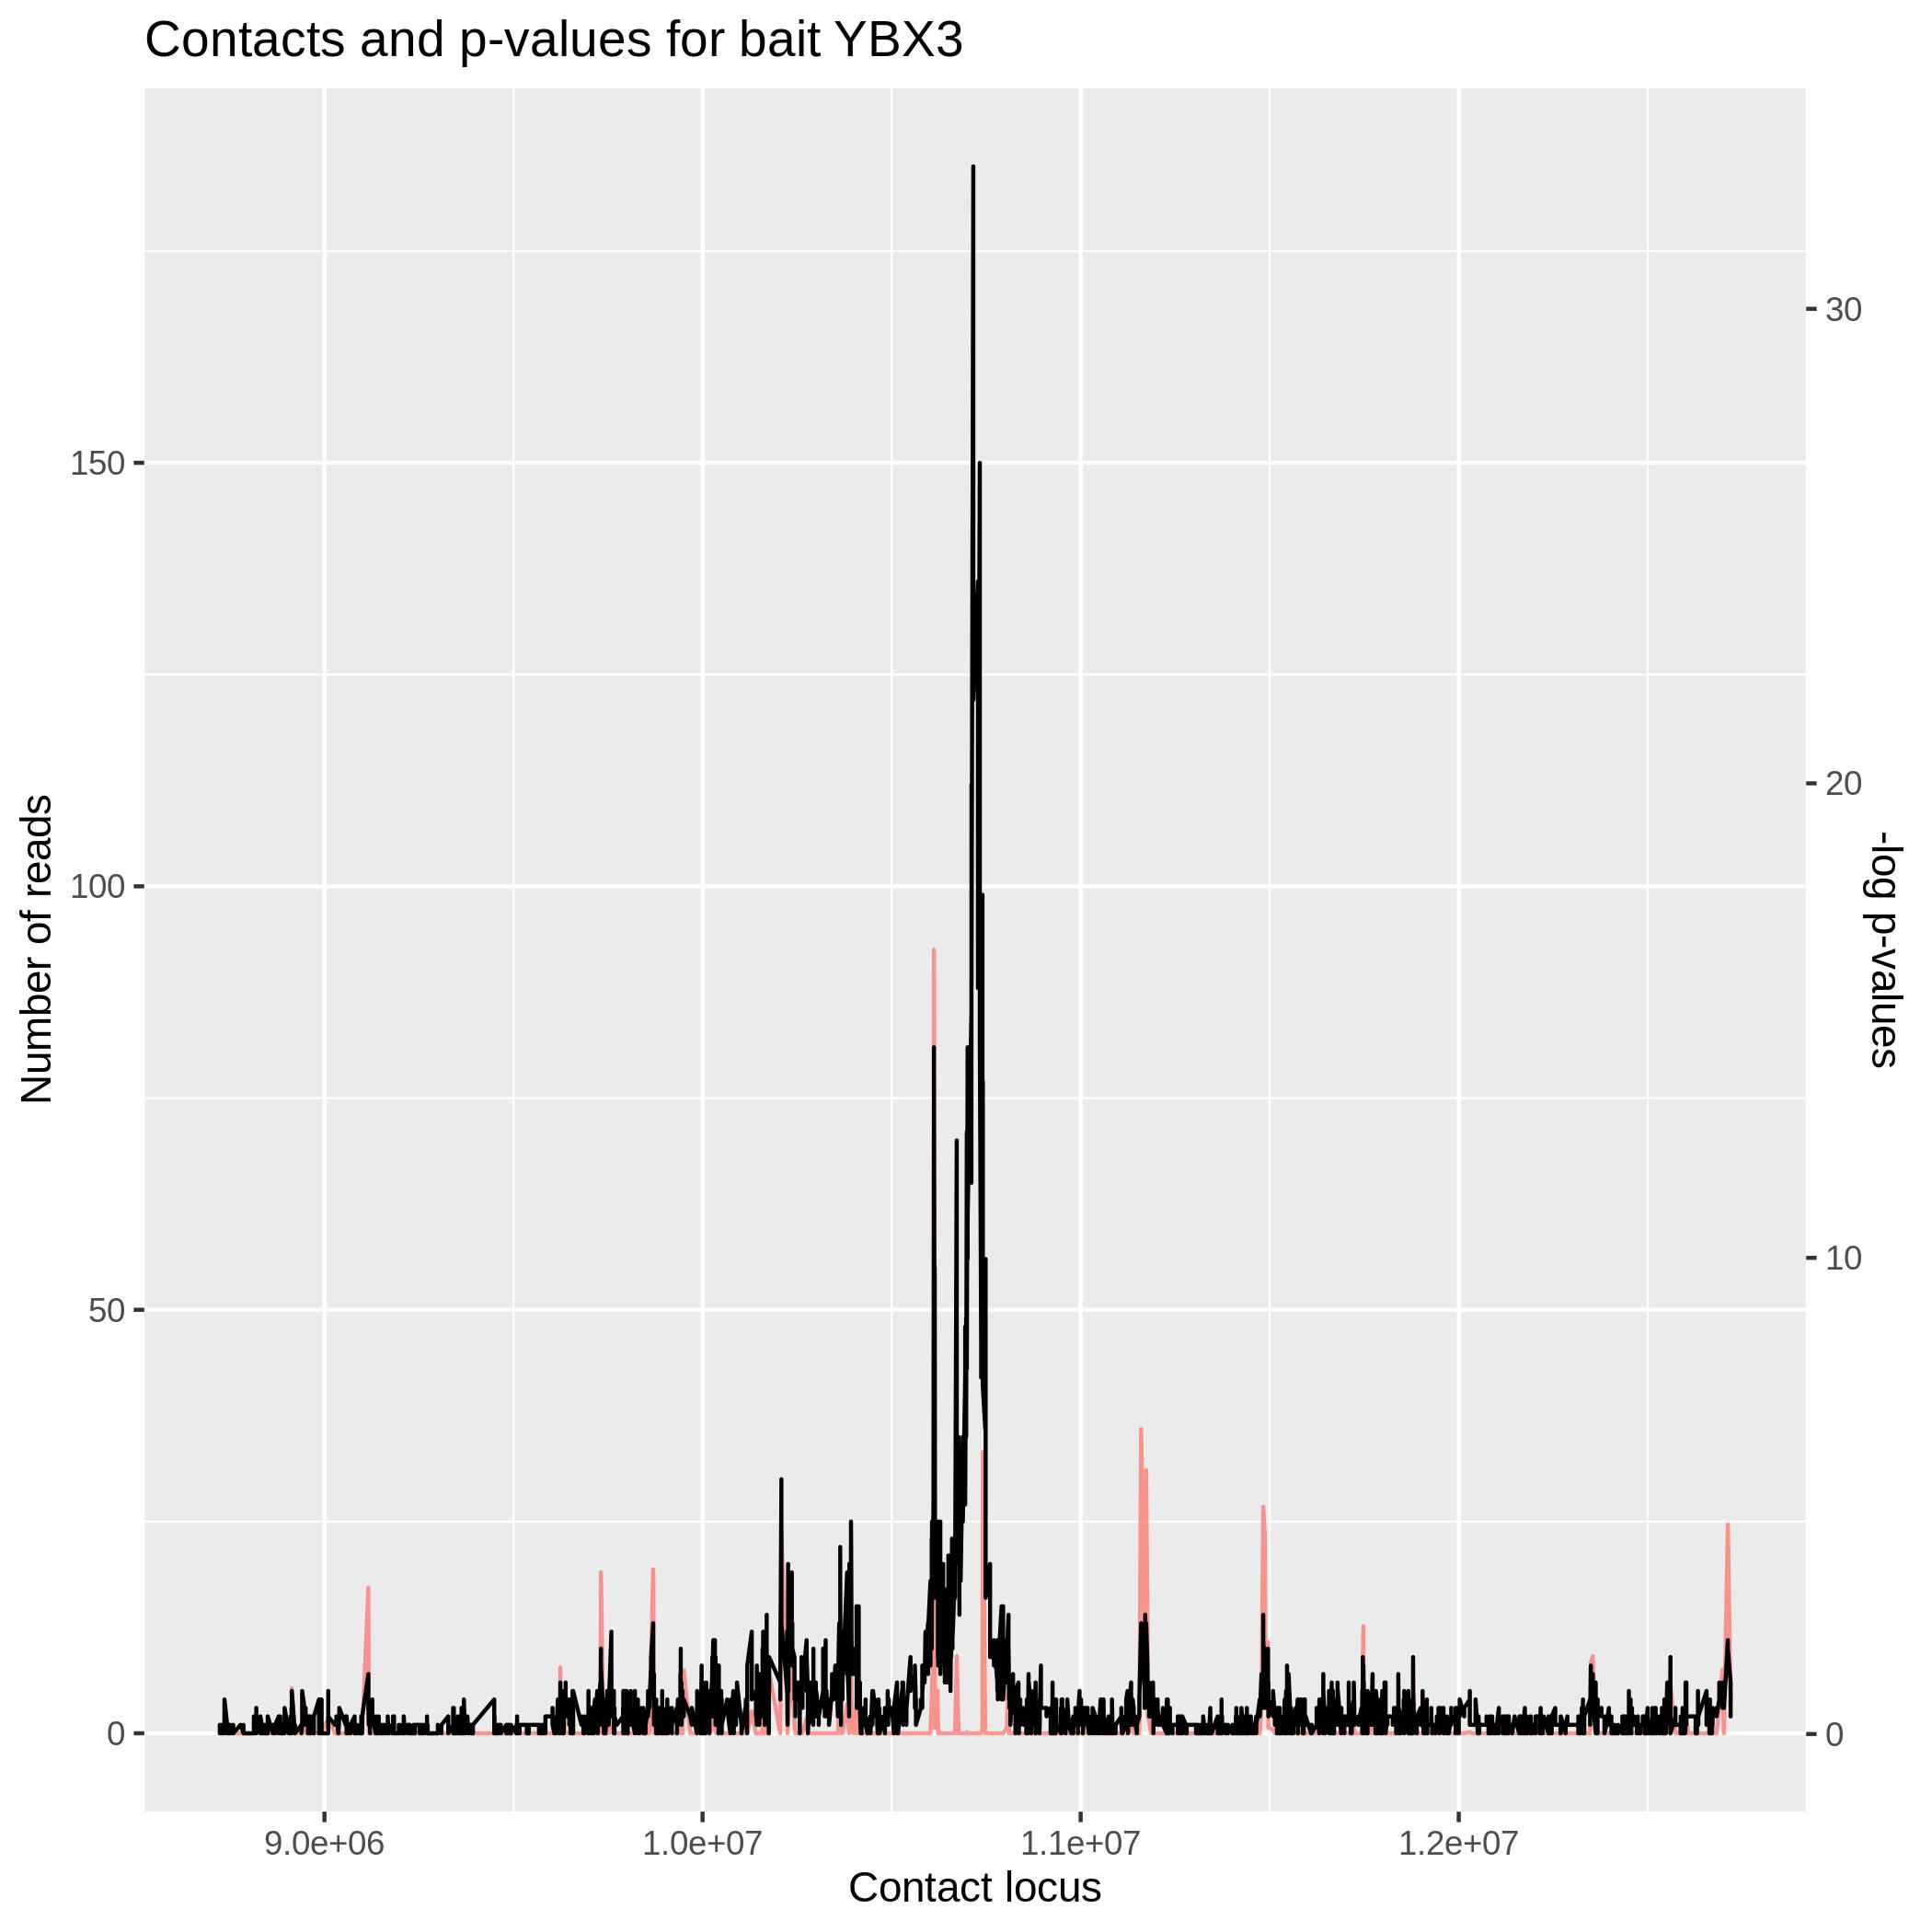 Contacts and p-values for bait YBX3
Number of reads
150
100
50
0
30
20
10
0
-log p-values
9.0e+06
1.0e+07
1.1e+07
1.2e+07
Contact locus